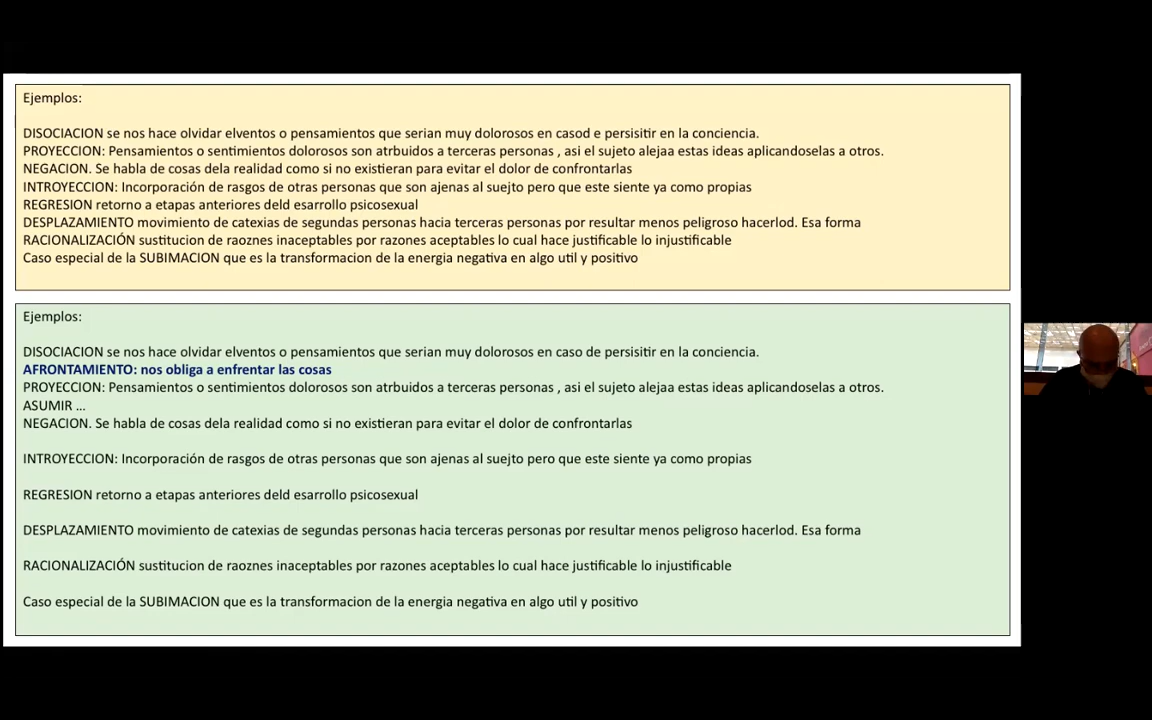 Ejemplos:
DISOCIACION se nos hace olvidar elventos o pensamientos que serian muy dolorosos en casod e persisitir en la conciencia.
PROYECCION: Pensamientos o sentimientos dolorosos son atrbuidos a terceras personas , asi el sujeto alejaa estas ideas aplicandoselas a otros.
NEGACION. Se habla de cosas dela realidad como si no existieran para evitar el dolor de confrontarlas
INTROYECCION: Incorporación de rasgos de otras personas que son ajenas al suejto pero que este siente ya como propias
REGRESION retorno a etapas anteriores deld esarrollo psicosexual
DESPLAZAMIENTO movimiento de catexias de segundas personas hacia terceras personas por resultar menos peligroso hacerlod. Esa forma
RACIONALIZACIÓN sustitucion de raoznes inaceptables por razones aceptables lo cual hace justificable lo injustificable
Caso especial de la SUBIMACION que es la transformacion de la energia negativa en algo util y positivo
Ejemplos:
DISOCIACION se nos hace olvidar elventos o pensamientos que serian muy dolorosos en caso de persisitir en la conciencia.
AFRONTAMIENTO: nos obliga a enfrentar las cosas
PROYECCION: Pensamientos o sentimientos dolorosos son atrbuidos a terceras personas , asi el sujeto alejaa estas ideas aplicandoselas a otros.
ASUMIR ...
NEGACION. Se habla de cosas dela realidad como si no existieran para evitar el dolor de confrontarlas
INTROYECCION: Incorporación de rasgos de otras personas que son ajenas al suejto pero que este siente ya como propias
REGRESION retorno a etapas anteriores deld esarrollo psicosexual
DESPLAZAMIENTO movimiento de catexias de segundas personas hacia terceras personas por resultar menos peligroso hacerlod. Esa forma
RACIONALIZACIÓN sustitucion de raoznes inaceptables por razones aceptables lo cual hace justificable lo injustificable
Caso especial de la SUBIMACION que es la transformacion de la energia negativa en algo util y positivo